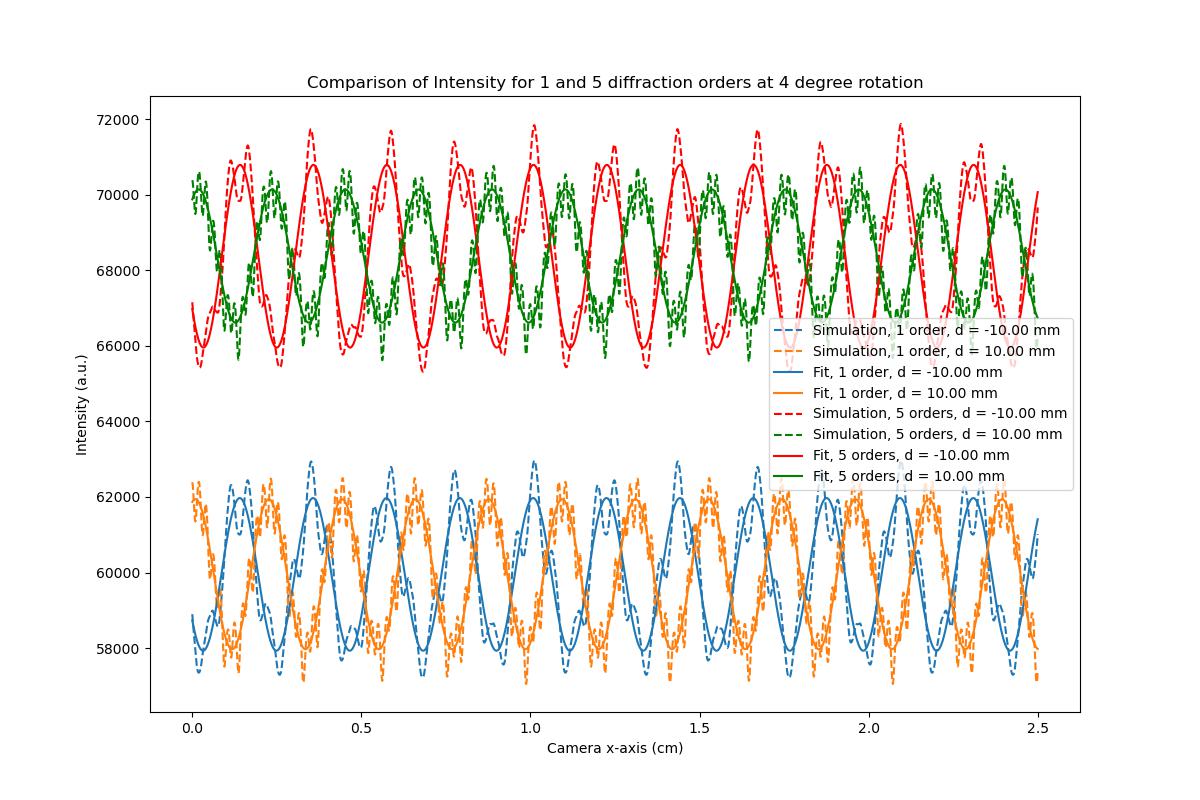 Comparison of Intensity for 1 and 5 diffraction orders at 4 degree rotation
72000
70000
68000
66000
64000
62000
60000
58000
Intensity (a.u.)
Simulation, 1 order, d = -10.00 mm
Simulation, 1 order, d = 10.00 mm
Fit, 1 order, d = -10.00 mm
Fit, 1 order, d = 10.00 mm
Simulation, 5 orders, d = -10.00 mm
Simulation, 5 orders, d = 10.00 mm
Fit, 5 orders, d = -10.00 mm
Fit, 5 orders, d = 10.00 mm
0.0 0.5 1.0 1.5 2.0 2.5
Camera x-axis (cm)